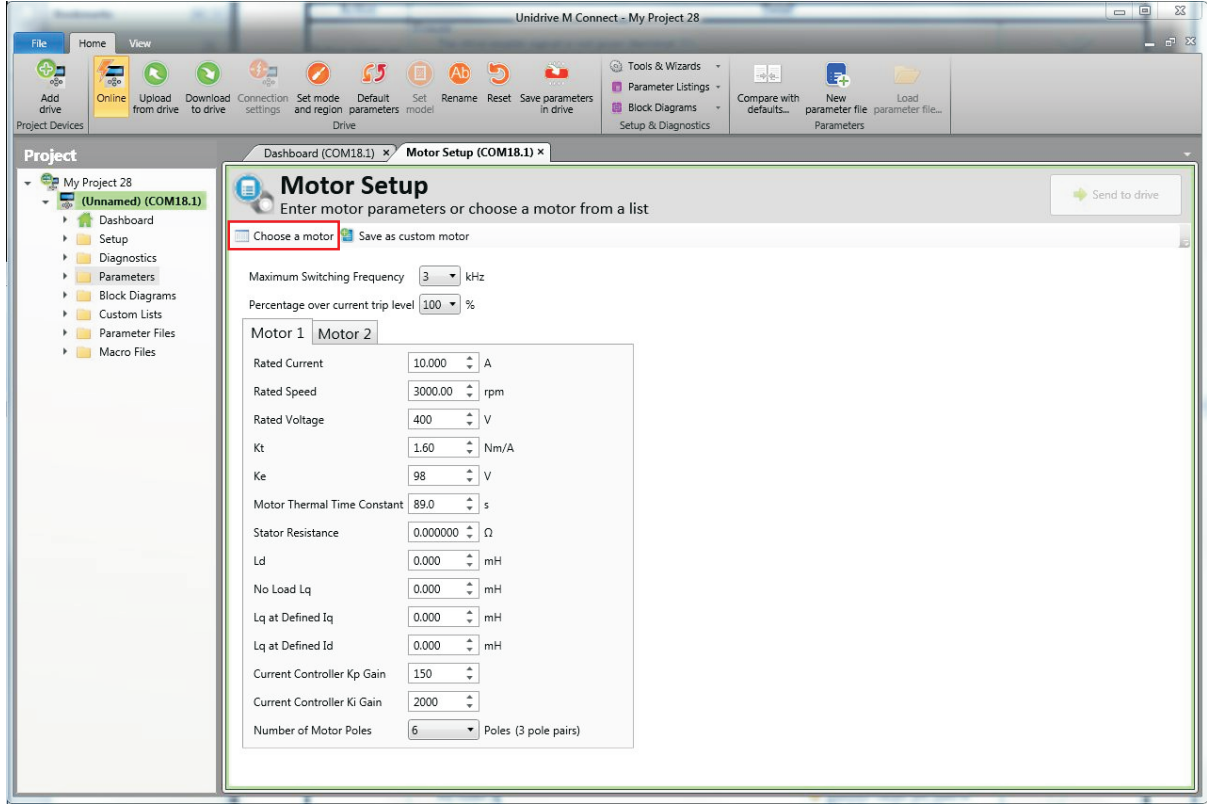 Unidrive M Connect - My Project 28
File Home View
Add drive
Online
Upload from drive
Download to drive
Connection settings
Set mode and region
Default parameters
Set model
Rename
Reset
Save parameters in drive
Tools & Wizards
Parameter Listings
Block Diagrams
Compare with defaults...
New parameter file
Load parameter file...
Project Devices
Drive
Setup & Diagnostics
Parameters
Project
My Project 28
(Unnamed) (COM18.1)
Dashboard
Setup
Diagnostics
Parameters
Block Diagrams
Custom Lists
Parameter Files
Macro Files
Dashboard (COM18.1) ×
Motor Setup (COM18.1) ×
Motor Setup
Enter motor parameters or choose a motor from a list
Send to drive
Choose a motor
Save as custom motor
Maximum Switching Frequency 3 kHz
Percentage over current trip level 100 %
Motor 1 Motor 2
Rated Current 10.000 A
Rated Speed 3000.00 rpm
Rated Voltage 400 V
Kt 1.60 Nm/A
Ke 98 V
Motor Thermal Time Constant 89.0 s
Stator Resistance 0.000000 Ω
Ld 0.000 mH
No Load Lq 0.000 mH
Lq at Defined Iq 0.000 mH
Lq at Defined Id 0.000 mH
Current Controller Kp Gain 150
Current Controller Ki Gain 2000
Number of Motor Poles 6 Poles (3 pole pairs)